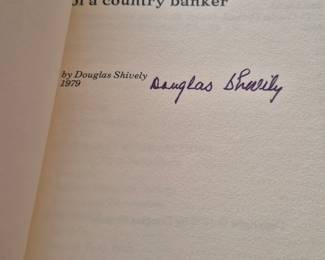 of a country banker
by Douglas Shively
1979
Douglas Shively